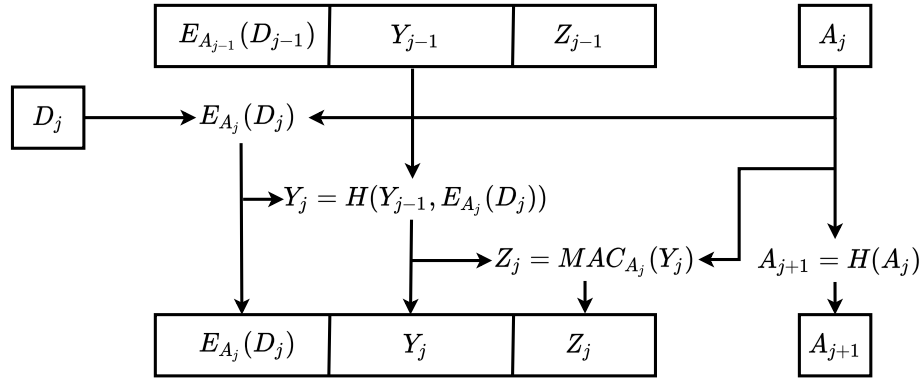 E_{A_{j-1}}(D_{j-1}) Y_{j-1} Z_{j-1} A_j
D_j E_{A_j}(D_j)
Y_j = H(Y_{j-1}, E_{A_j}(D_j))
Z_j = MAC_{A_j}(Y_j) A_{j+1} = H(A_j)
E_{A_j}(D_j) Y_j Z_j A_{j+1}